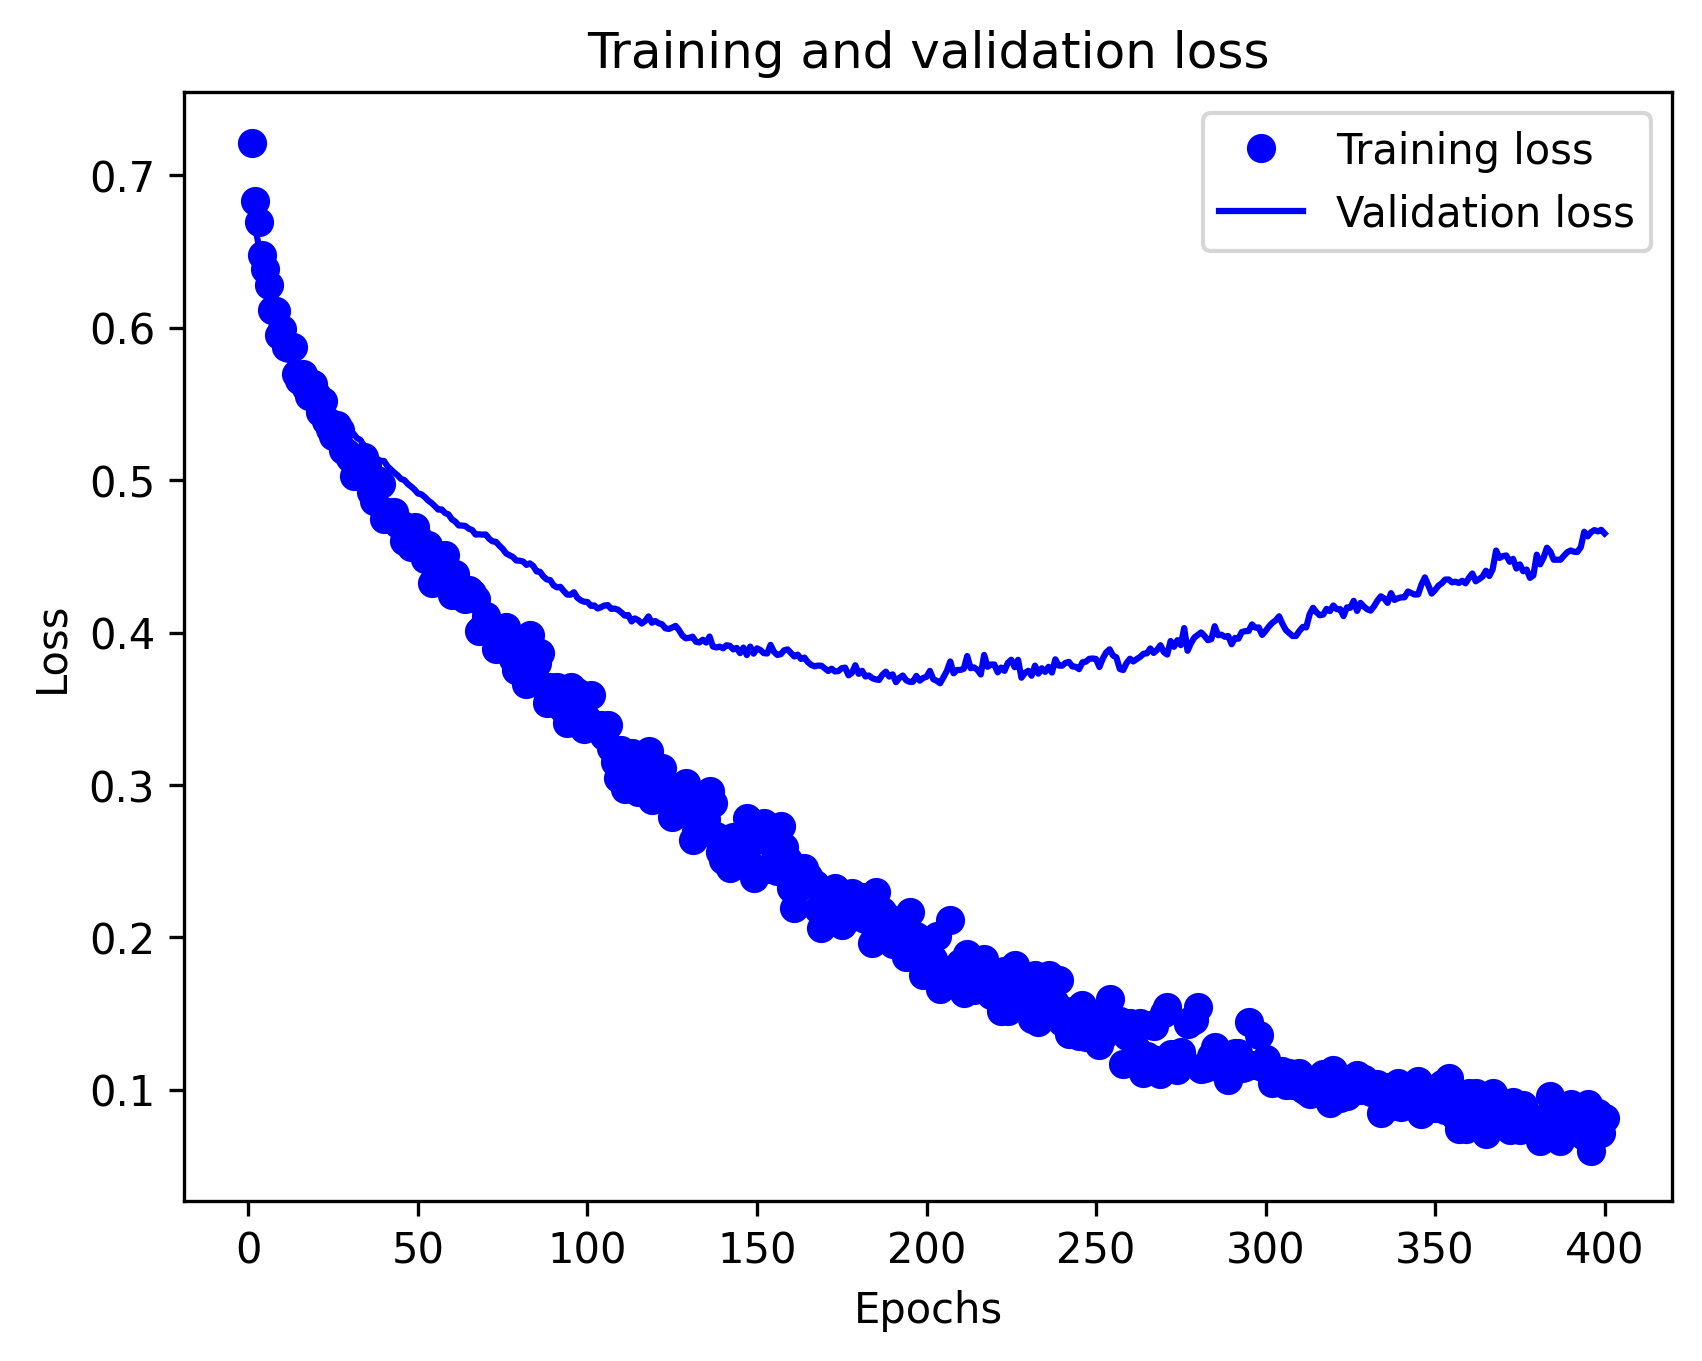 Training and validation loss
Training loss
Validation loss
0.7
0.6
0.5
0.4
0.3
0.2
0.1
Loss
0 50 100 150 200 250 300 350 400
Epochs